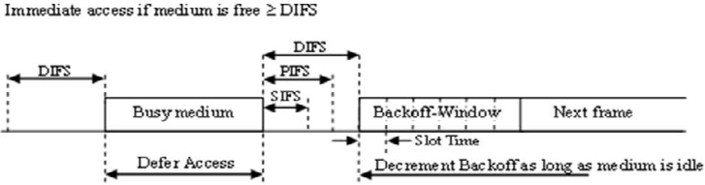 Immediate access if medium is free ≥ DIFS
DIFS
DIFS
PIFS
SIFS
Busy medium
Backoff-Window
Next frame
Slot Time
Defer Access
Decrement Backoff as long as medium is idle